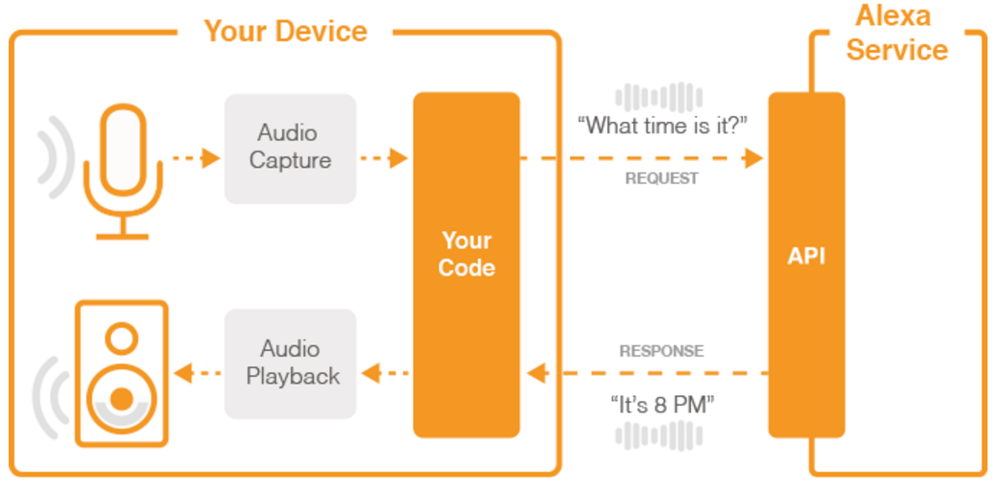 Your Device
Alexa
Service
Audio
Capture
“What time is it?”
REQUEST
Your
Code
API
Audio
Playback
RESPONSE
“It’s 8 PM”